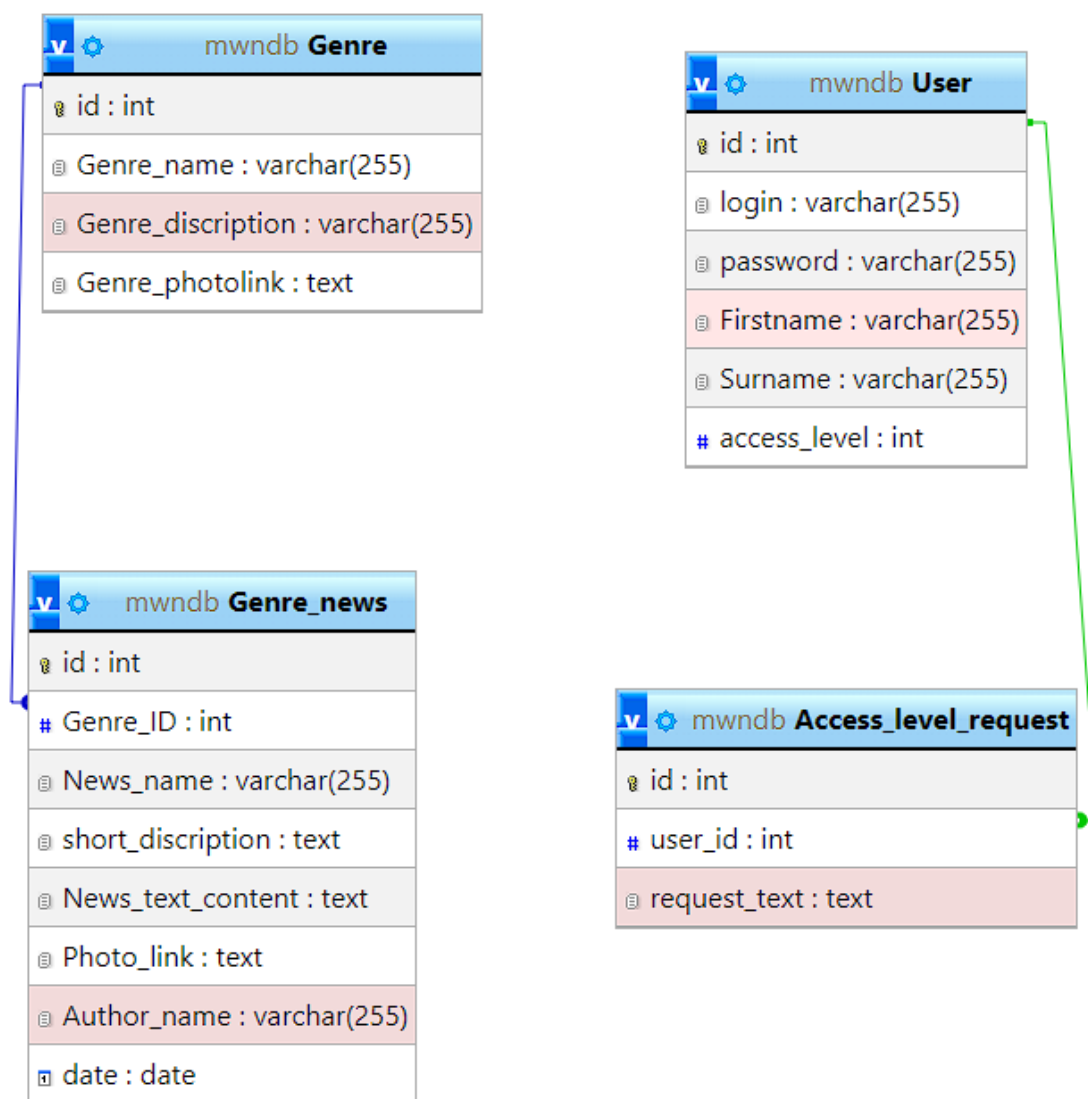 mwndb Genre
id : int
Genre_name : varchar(255)
Genre_discription : varchar(255)
Genre_photolink : text
mwndb User
id : int
login : varchar(255)
password : varchar(255)
Firstname : varchar(255)
Surname : varchar(255)
# access_level : int
mwndb Genre_news
id : int
# Genre_ID : int
News_name : varchar(255)
short_discription : text
News_text_content : text
Photo_link : text
Author_name : varchar(255)
date : date
mwndb Access_level_request
id : int
# user_id : int
request_text : text